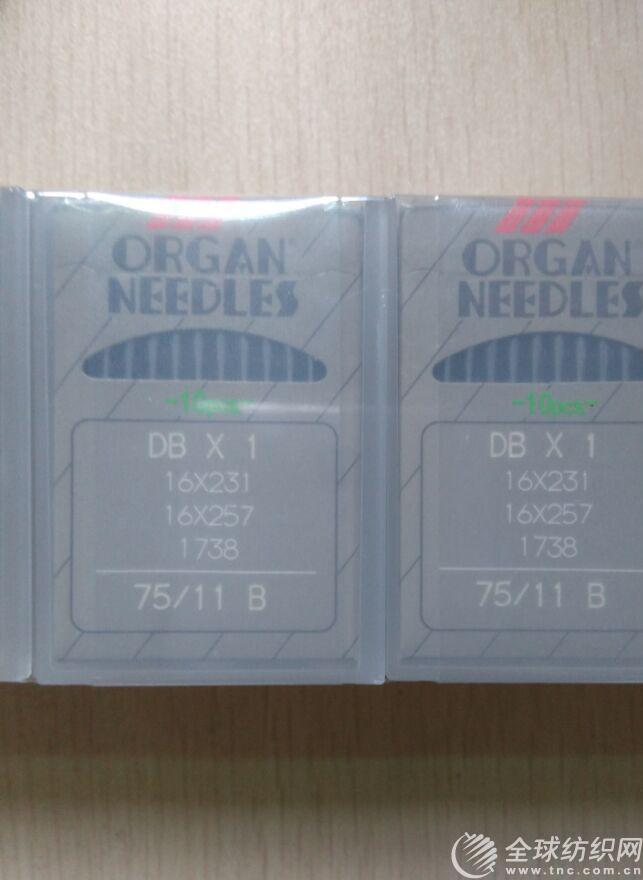 ORGAN
NEEDLES
-10pcs-
DB X 1
16X231
16X257
1738
75/11 B
ORGAN
NEEDLES
-10pcs-
DB X 1
16X231
16X257
1738
75/11 B
全球纺织网
www.tnc.com.cn